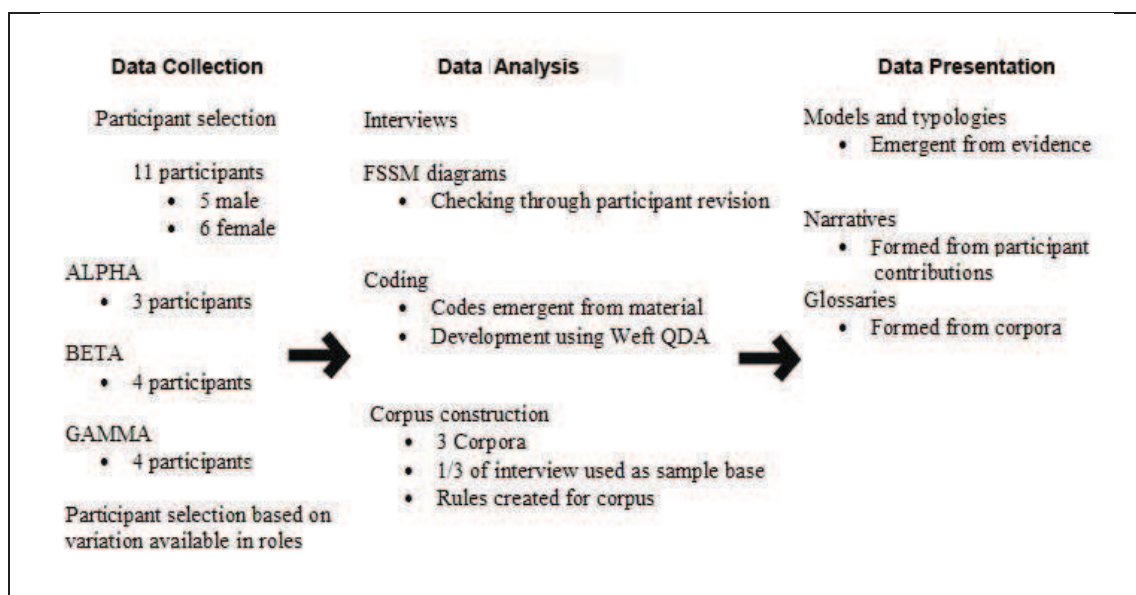 Data Collection
Participant selection
11 participants
• 5 male
• 6 female
ALPHA
• 3 participants
BETA
• 4 participants
GAMMA
• 4 participants
Participant selection based on
variation available in roles
Data Analysis
Interviews
FSSM diagrams
• Checking through participant revision
Coding
• Codes emergent from material
• Development using Weft QDA
Corpus construction
• 3 Corpora
• 1/3 of interview used as sample base
• Rules created for corpus
Data Presentation
Models and typologies
• Emergent from evidence
Narratives
• Formed from participant
contributions
Glossaries
• Formed from corpora